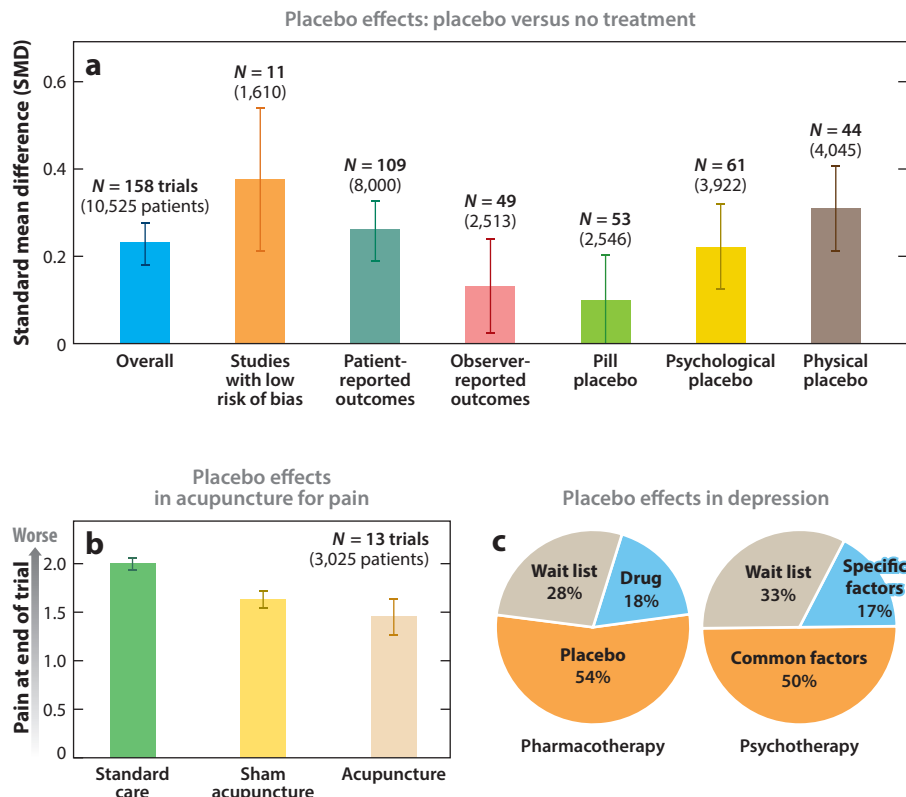 Placebo effects: placebo versus no treatment
a
Standard mean difference (SMD)
0.6
0.4
0.2
0
N = 158 trials
(10,525 patients)
N = 11
(1,610)
N = 109
(8,000)
N = 49
(2,513)
N = 53
(2,546)
N = 61
(3,922)
N = 44
(4,045)
Overall
Studies
with low
risk of bias
Patient-
reported
outcomes
Observer-
reported
outcomes
Pill
placebo
Psychological
placebo
Physical
placebo
Placebo effects
in acupuncture for pain
b
Worse
Pain at end of trial
2.0
1.5
1.0
0.5
0
N = 13 trials
(3,025 patients)
Standard
care
Sham
acupuncture
Acupuncture
Placebo effects in depression
c
Wait list
28%
Drug
18%
Placebo
54%
Pharmacotherapy
Wait list
33%
Specific
factors
17%
Common factors
50%
Psychotherapy